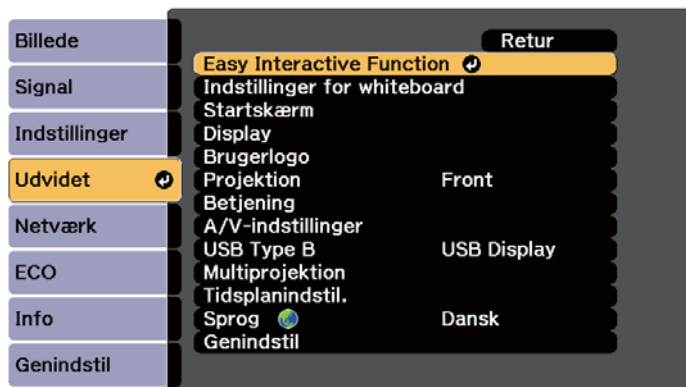 Billede
Signal
Indstillinger
Udvidet
Netværk
ECO
Info
Genindstil
Retur
Easy Interactive Function
Indstillinger for whiteboard
Startskærm
Display
Brugerlogo
Projektion Front
Betjening
A/V-indstillinger
USB Type B USB Display
Multiprojektion
Tidsplanindstil.
Sprog Dansk
Genindstil